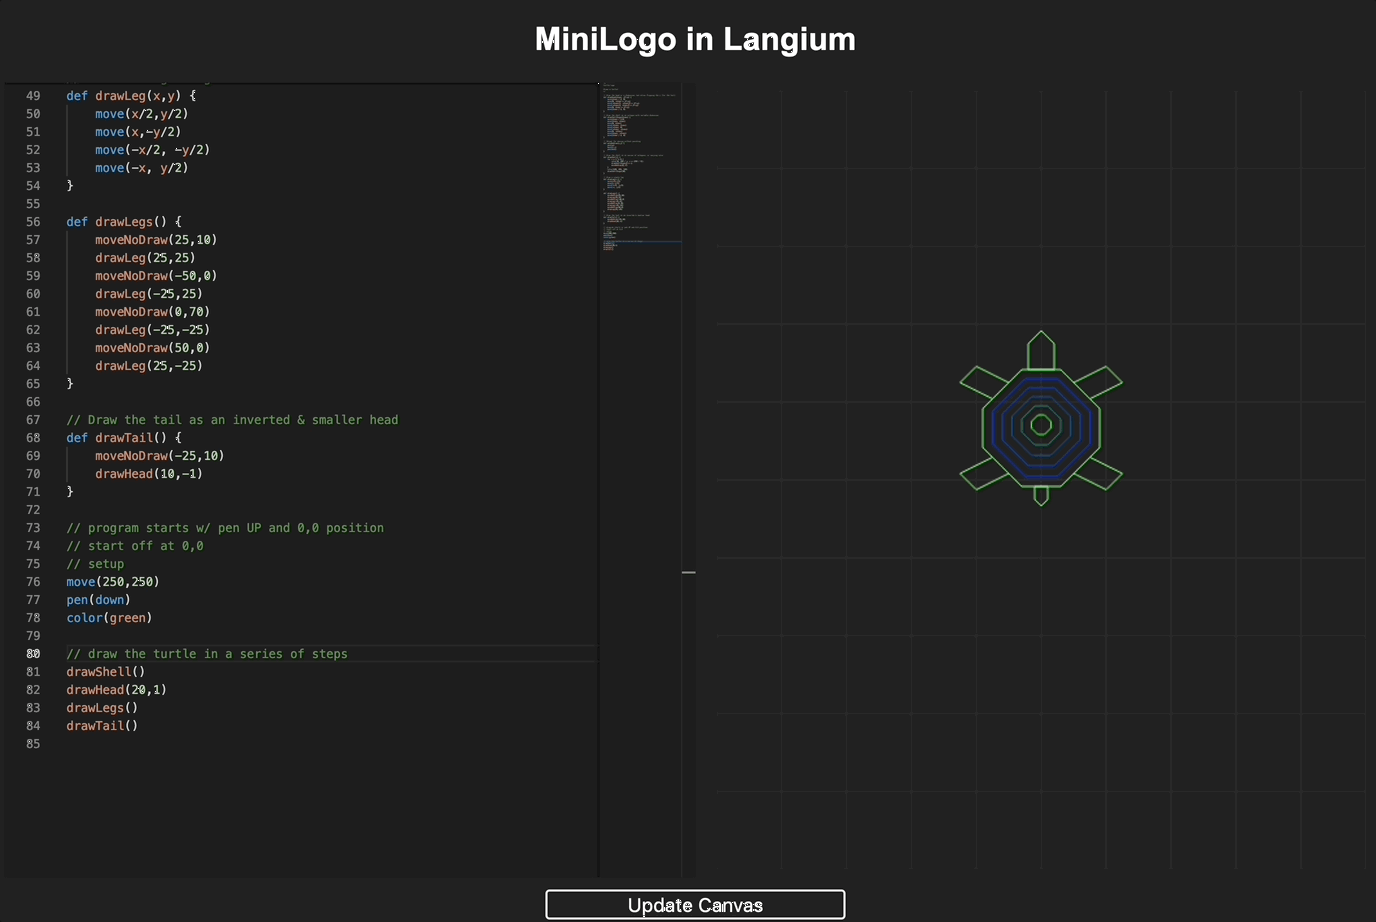 MiniLogo in Langium
49 def drawLeg(x,y) {
50 move(x/2,y/2)
51 move(x,-y/2)
52 move(-x/2, -y/2)
53 move(-x, y/2)
54 }
55
56 def drawLegs() {
57 moveNoDraw(25,10)
58 drawLeg(25,25)
59 moveNoDraw(-50,0)
60 drawLeg(-25,25)
61 moveNoDraw(0,70)
62 drawLeg(-25,-25)
63 moveNoDraw(50,0)
64 drawLeg(25,-25)
65 }
66
67 // Draw the tail as an inverted & smaller head
68 def drawTail() {
69 moveNoDraw(-25,10)
70 drawHead(10,-1)
71 }
72
73 // program starts w/ pen UP and 0,0 position
74 // start off at 0,0
75 // setup
76 move(250,250)
77 pen(down)
78 color(green)
79
80 // draw the turtle in a series of steps
81 drawShell()
82 drawHead(20,1)
83 drawLegs()
84 drawTail()
85
Update Canvas